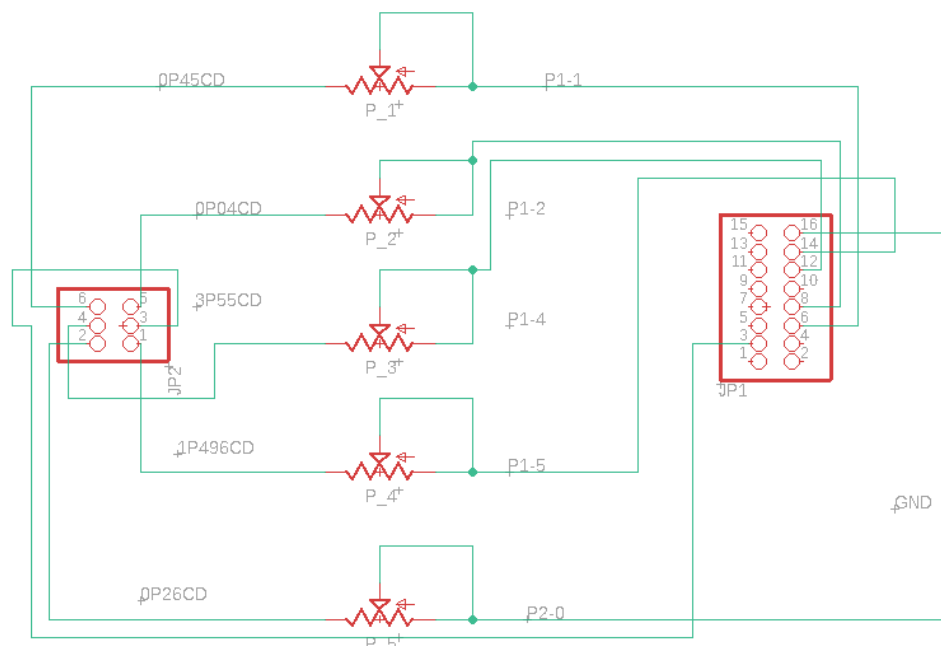 0P45CD
P1-1
P_1
0P04CD
P1-2
P_2
15 16
13 14
11 12
9 10
7 8
5 6
3 4
1 2
JP1
3P55CD
P1-4
P_3
6 5
4 3
2 1
JP2
1P496CD
P1-5
P_4
GND
0P26CD
P2-0
P_5